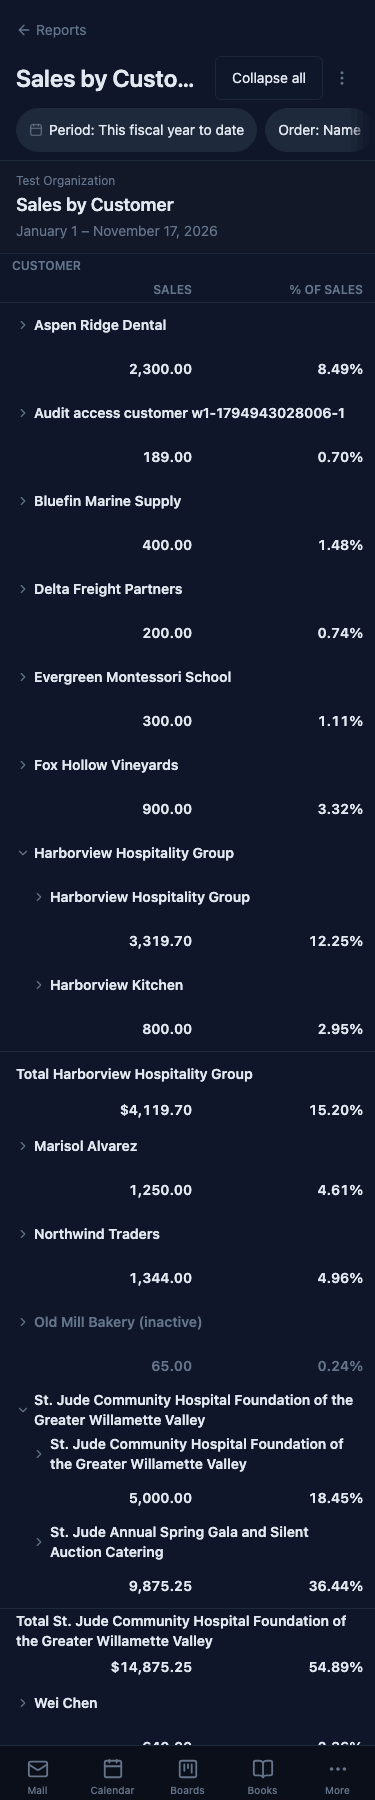 Reports
Sales by Custo...
Collapse all
Period: This fiscal year to date
Order: Name
Test Organization
Sales by Customer
January 1 – November 17, 2026
CUSTOMER
SALES % OF SALES
Aspen Ridge Dental
2,300.00 8.49%
Audit access customer w1-1794943028006-1
189.00 0.70%
Bluefin Marine Supply
400.00 1.48%
Delta Freight Partners
200.00 0.74%
Evergreen Montessori School
300.00 1.11%
Fox Hollow Vineyards
900.00 3.32%
Harborview Hospitality Group
Harborview Hospitality Group
3,319.70 12.25%
Harborview Kitchen
800.00 2.95%
Total Harborview Hospitality Group
$4,119.70 15.20%
Marisol Alvarez
1,250.00 4.61%
Northwind Traders
1,344.00 4.96%
Old Mill Bakery (inactive)
65.00 0.24%
St. Jude Community Hospital Foundation of the
Greater Willamette Valley
St. Jude Community Hospital Foundation of
the Greater Willamette Valley
5,000.00 18.45%
St. Jude Annual Spring Gala and Silent
Auction Catering
9,875.25 36.44%
Total St. Jude Community Hospital Foundation of
the Greater Willamette Valley
$14,875.25 54.89%
Wei Chen
Mail Calendar Boards Books More